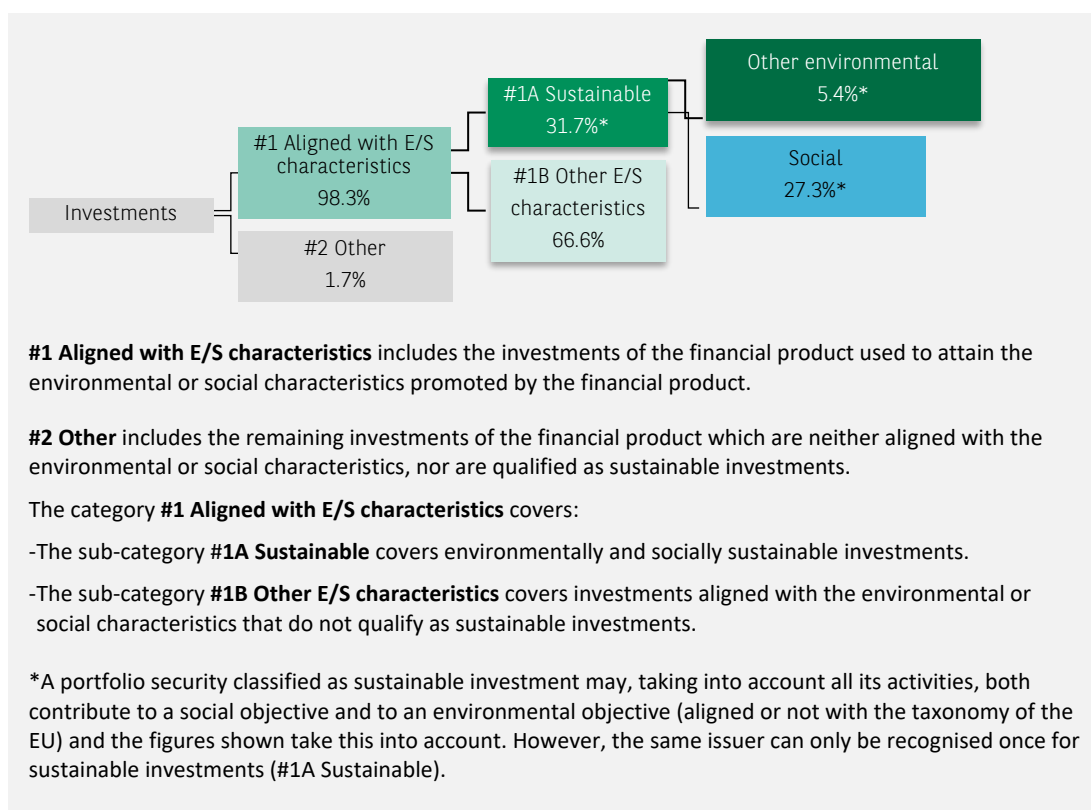 Other environmental
5.4%*
#1A Sustainable
31.7%*
#1 Aligned with E/S
characteristics
98.3%
Social
27.3%*
#1B Other E/S
characteristics
66.6%
Investments
#2 Other
1.7%
#1 Aligned with E/S characteristics includes the investments of the financial product used to attain the
environmental or social characteristics promoted by the financial product.
#2 Other includes the remaining investments of the financial product which are neither aligned with the
environmental or social characteristics, nor are qualified as sustainable investments.
The category #1 Aligned with E/S characteristics covers:
-The sub-category #1A Sustainable covers environmentally and socially sustainable investments.
-The sub-category #1B Other E/S characteristics covers investments aligned with the environmental or
social characteristics that do not qualify as sustainable investments.
*A portfolio security classified as sustainable investment may, taking into account all its activities, both
contribute to a social objective and to an environmental objective (aligned or not with the taxonomy of the
EU) and the figures shown take this into account. However, the same issuer can only be recognised once for
sustainable investments (#1A Sustainable).